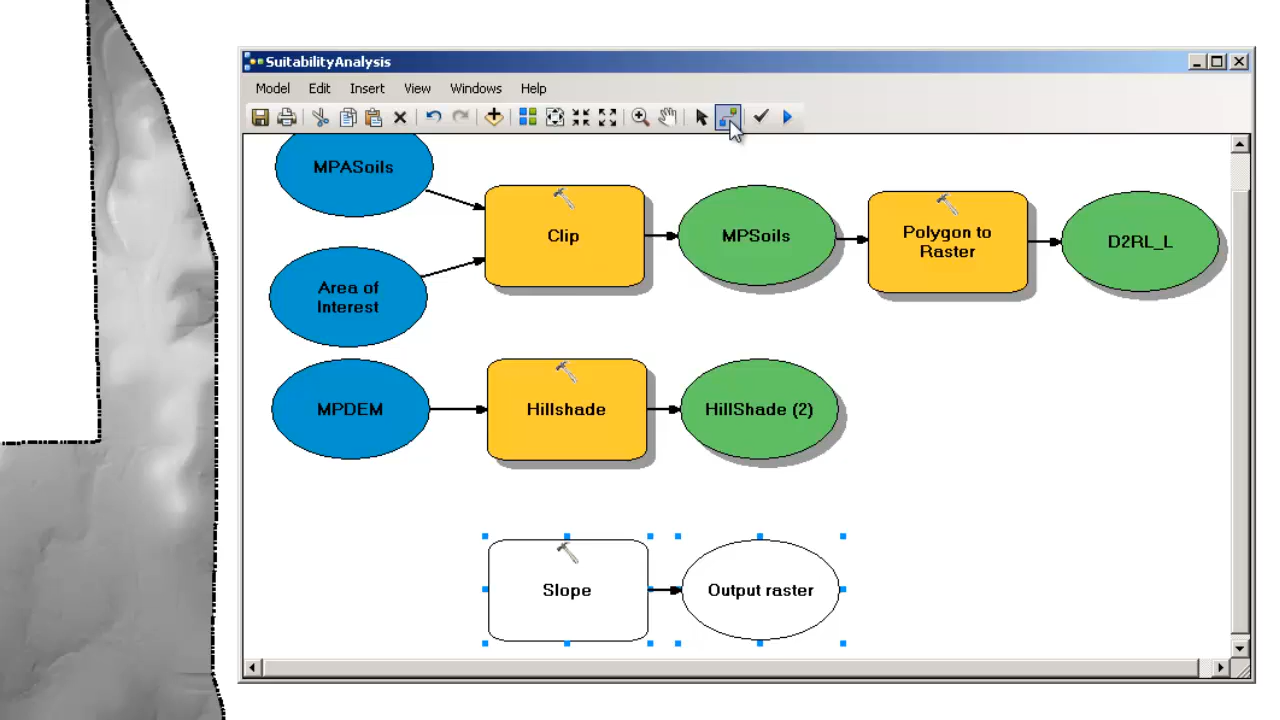 SuitabilityAnalysis
Model Edit Insert View Windows Help
MPASoils
Clip
MPSoils
Polygon to
Raster
D2RL_L
Area of
Interest
MPDEM
Hillshade
HillShade (2)
Slope
Output raster